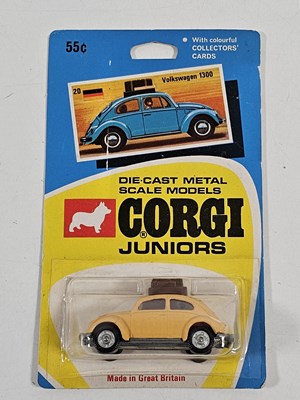 55¢
• With colourful
COLLECTORS'
CARDS
20
Volkswagen 1300
DIE-CAST METAL
SCALE MODELS
CORGI
®
JUNIORS
Made in Great Britain